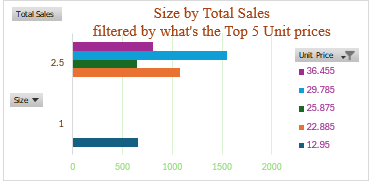 Total Sales
Size by Total Sales
filtered by what's the Top 5 Unit prices
Unit Price
36.455
29.785
25.875
22.885
12.95
2.5
Size
1
0
500
1000
1500
2000